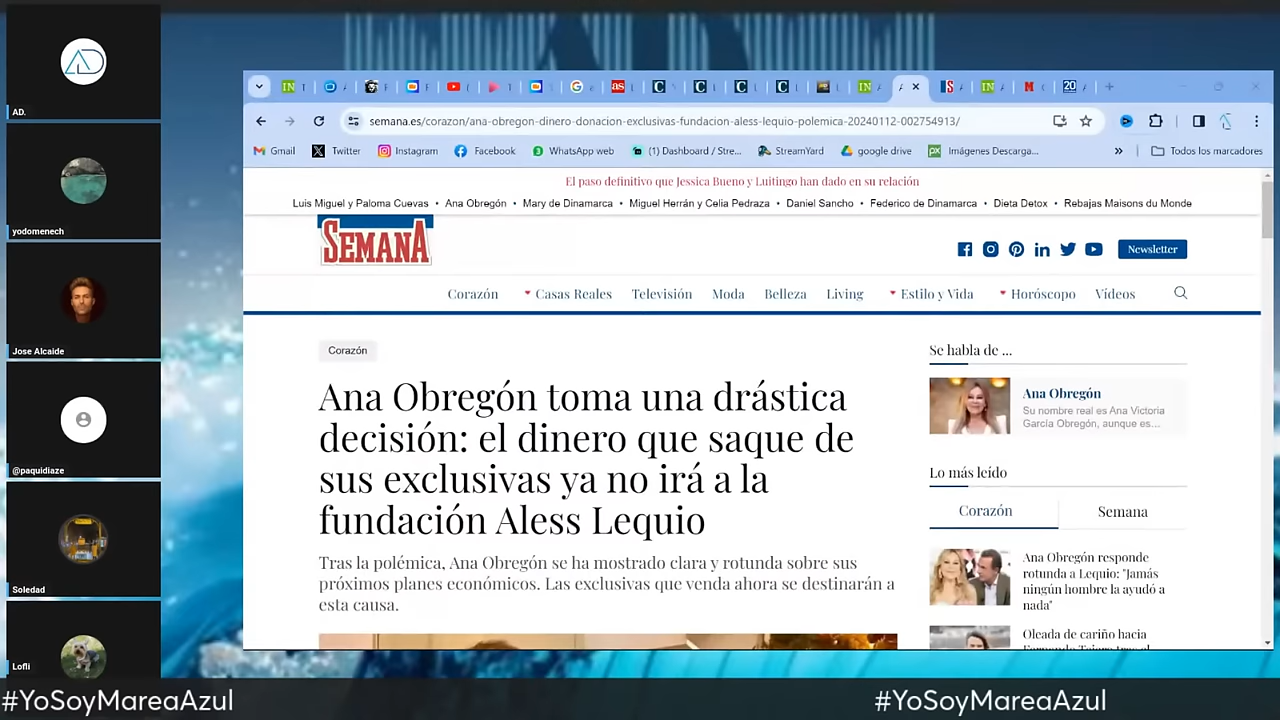 AD.
yodomenech
Jose Alcaide
@paquidiaze
Soledad
Lofli
semana.es/corazon/ana-obregon-dinero-donacion-exclusivas-fundacion-aless-lequio-polemica-20240112-002754913/
Gmail Twitter Instagram Facebook WhatsApp web (1) Dashboard / Stre... StreamYard google drive Imágenes Descarga... » Todos los marcadores
El paso definitivo que Jessica Bueno y Luitingo han dado en su relación
Luis Miguel y Paloma Cuevas • Ana Obregón • Mary de Dinamarca • Miguel Herrán y Celia Pedraza • Daniel Sancho • Federico de Dinamarca • Dieta Detox • Rebajas Maisons du Monde
SEMANA
Newsletter
Corazón Casas Reales Televisión Moda Belleza Living Estilo y Vida Horóscopo Vídeos
Corazón
Ana Obregón toma una drástica
decisión: el dinero que saque de
sus exclusivas ya no irá a la
fundación Aless Lequio
Tras la polémica, Ana Obregón se ha mostrado clara y rotunda sobre sus
próximos planes económicos. Las exclusivas que venda ahora se destinarán a
esta causa.
Se habla de ...
Ana Obregón
Su nombre real es Ana Victoria
García Obregón, aunque es...
Lo más leído
Corazón Semana
Ana Obregón responde
rotunda a Lequio: "Jamás
ningún hombre la ayudó a
nada"
Oleada de cariño hacia
#YoSoyMareaAzul #YoSoyMareaAzul